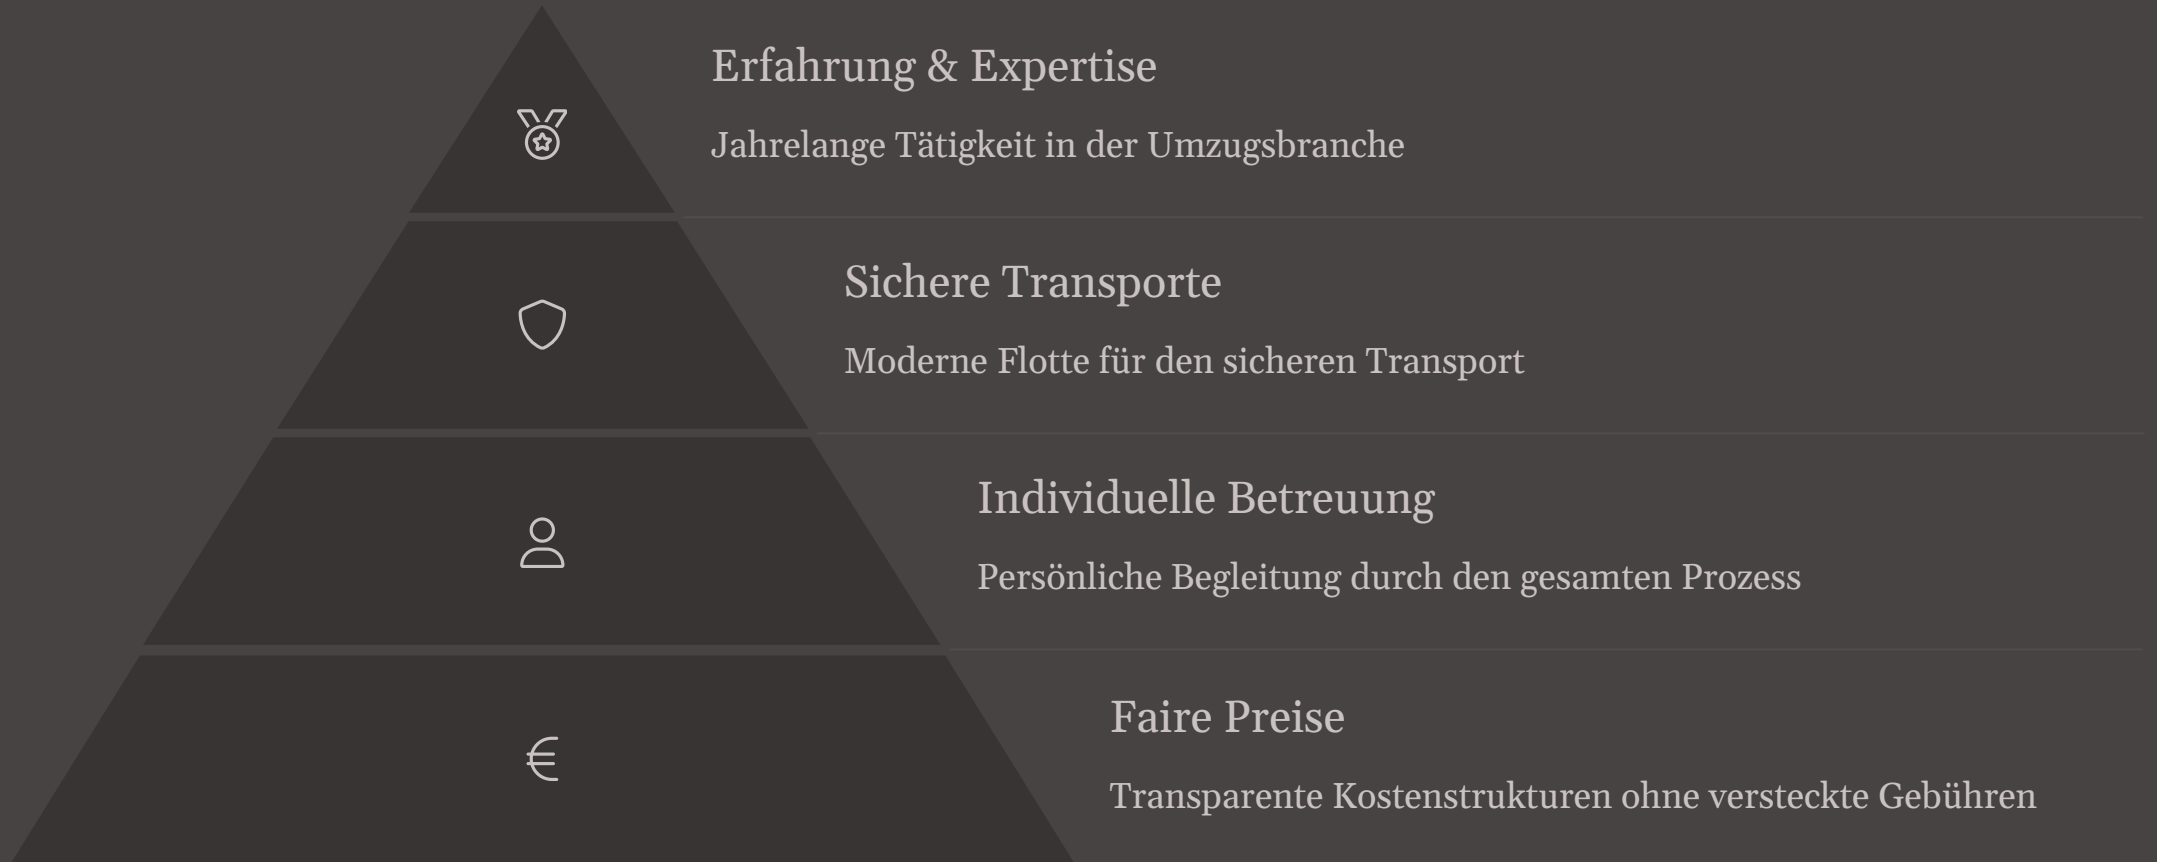 Erfahrung & Expertise
Jahrelange Tätigkeit in der Umzugsbranche
Sichere Transporte
Moderne Flotte für den sicheren Transport
Individuelle Betreuung
Persönliche Begleitung durch den gesamten Prozess
€
Faire Preise
Transparente Kostenstrukturen ohne versteckte Gebühren